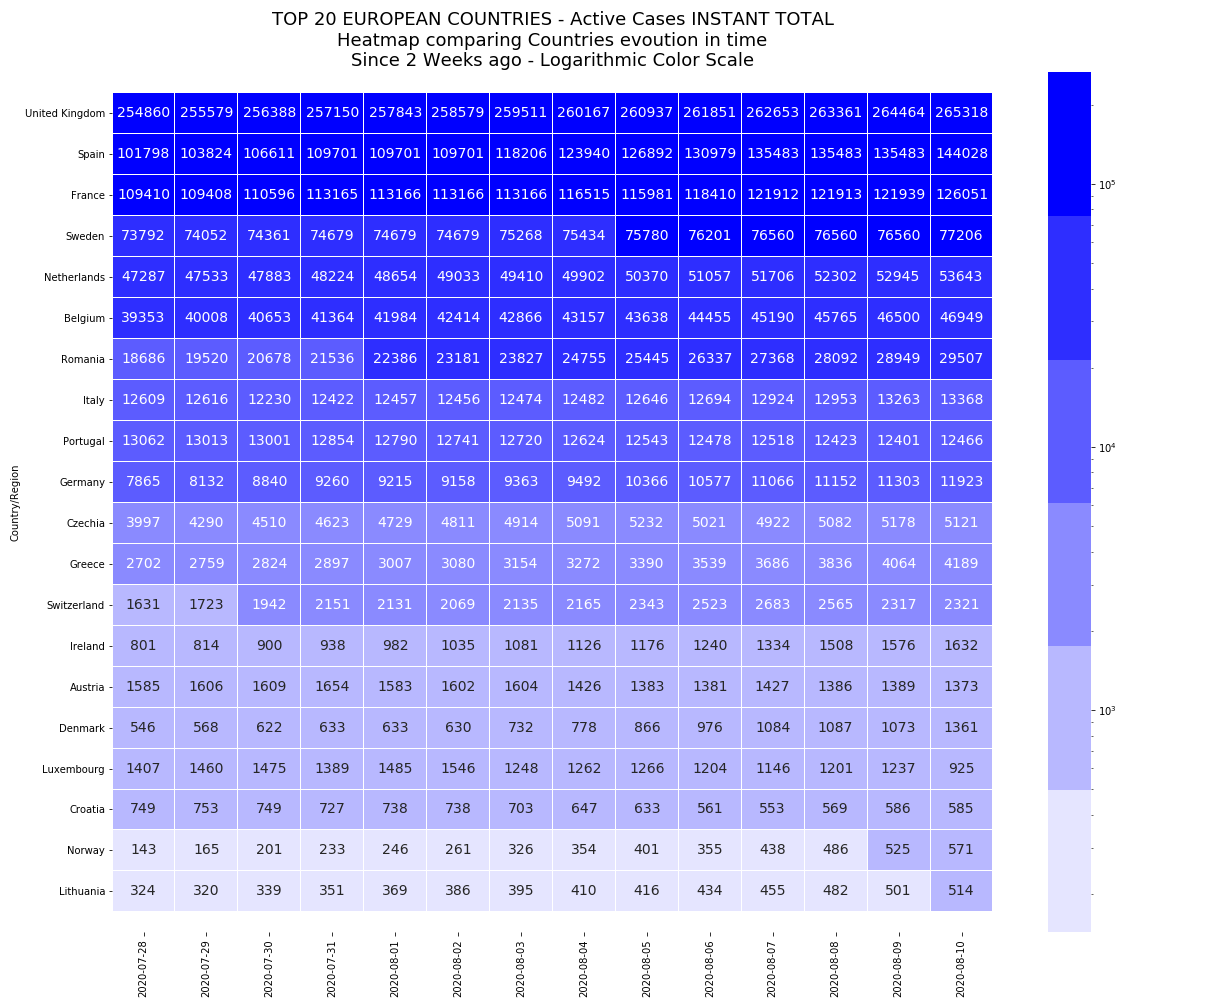 TOP 20 EUROPEAN COUNTRIES - Active Cases INSTANT TOTAL
Heatmap comparing Countries evoution in time
Since 2 Weeks ago - Logarithmic Color Scale
United Kingdom 254860 255579 256388 257150 257843 258579 259511 260167 260937 261851 262653 263361 264464 265318
Spain 101798 103824 106611 109701 109701 109701 118206 123940 126892 130979 135483 135483 135483 144028
France 109410 109408 110596 113165 113166 113166 113166 116515 115981 118410 121912 121913 121939 126051
Sweden 73792 74052 74361 74679 74679 74679 75268 75434 75780 76201 76560 76560 76560 77206
Netherlands 47287 47533 47883 48224 48654 49033 49410 49902 50370 51057 51706 52302 52945 53643
Belgium 39353 40008 40653 41364 41984 42414 42866 43157 43638 44455 45190 45765 46500 46949
Romania 18686 19520 20678 21536 22386 23181 23827 24755 25445 26337 27368 28092 28949 29507
Italy 12609 12616 12230 12422 12457 12456 12474 12482 12646 12694 12924 12953 13263 13368
Portugal 13062 13013 13001 12854 12790 12741 12720 12624 12543 12478 12518 12423 12401 12466
Germany 7865 8132 8840 9260 9215 9158 9363 9492 10366 10577 11066 11152 11303 11923
Czechia 3997 4290 4510 4623 4729 4811 4914 5091 5232 5021 4922 5082 5178 5121
Greece 2702 2759 2824 2897 3007 3080 3154 3272 3390 3539 3686 3836 4064 4189
Switzerland 1631 1723 1942 2151 2131 2069 2135 2165 2343 2523 2683 2565 2317 2321
Ireland 801 814 900 938 982 1035 1081 1126 1176 1240 1334 1508 1576 1632
Austria 1585 1606 1609 1654 1583 1602 1604 1426 1383 1381 1427 1386 1389 1373
Denmark 546 568 622 633 633 630 732 778 866 976 1084 1087 1073 1361
Luxembourg 1407 1460 1475 1389 1485 1546 1248 1262 1266 1204 1146 1201 1237 925
Croatia 749 753 749 727 738 738 703 647 633 561 553 569 586 585
Norway 143 165 201 233 246 261 326 354 401 355 438 486 525 571
Lithuania 324 320 339 351 369 386 395 410 416 434 455 482 501 514
2020-07-28 2020-07-29 2020-07-30 2020-07-31 2020-08-01 2020-08-02 2020-08-03 2020-08-04 2020-08-05 2020-08-06 2020-08-07 2020-08-08 2020-08-09 2020-08-10
Country/Region
10⁵
10⁴
10³